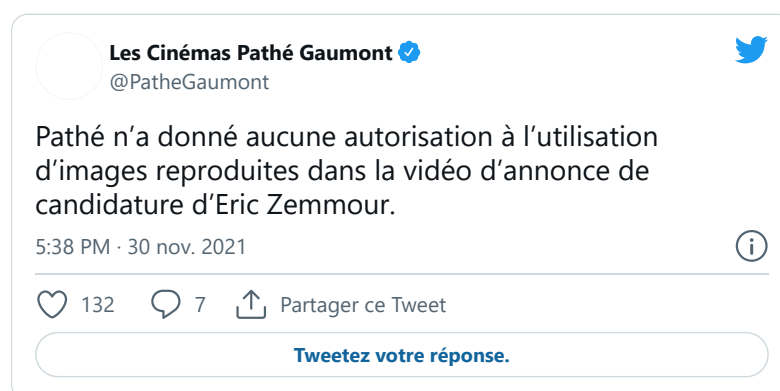 Les Cinémas Pathé Gaumont
@PatheGaumont
Pathé n’a donné aucune autorisation à l’utilisation
d’images reproduites dans la vidéo d’annonce de
candidature d’Eric Zemmour.
5:38 PM · 30 nov. 2021
132 7 Partager ce Tweet
Tweetez votre réponse.